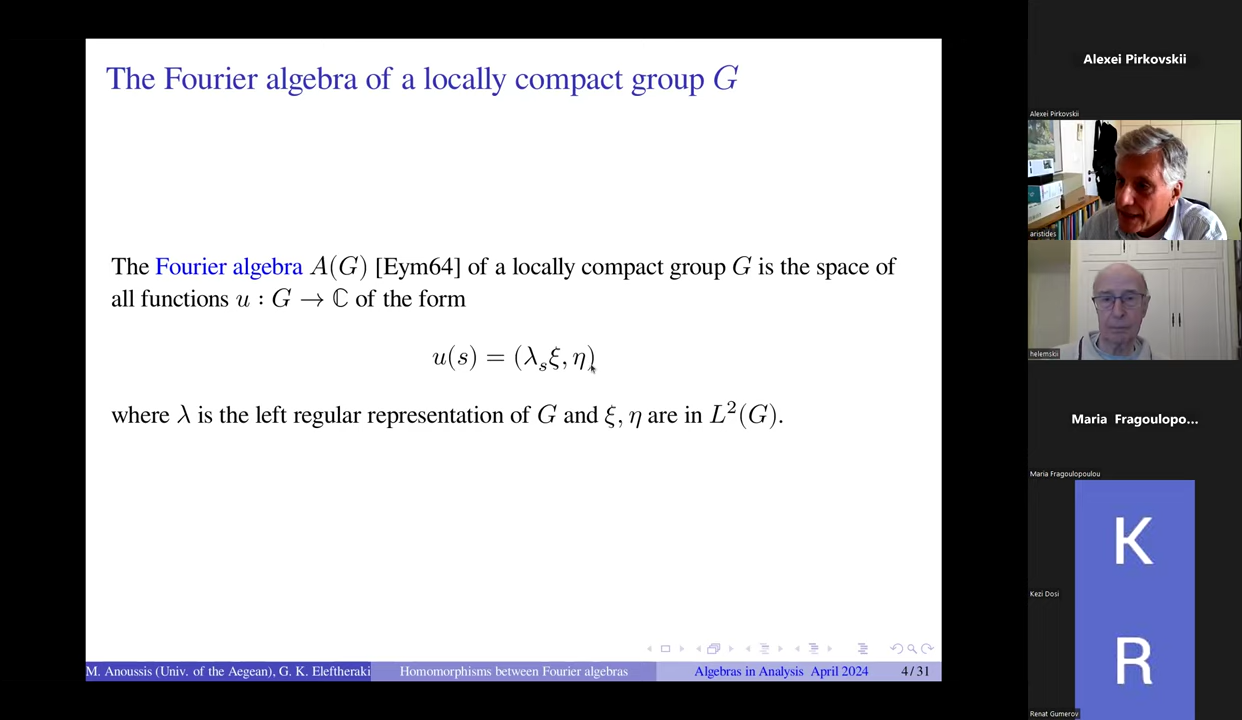 The Fourier algebra of a locally compact group G
The Fourier algebra A(G) [Eym64] of a locally compact group G is the space of
all functions u : G → ℂ of the form
u(s) = (λ_s ξ, η)
where λ is the left regular representation of G and ξ, η are in L²(G).
M. Anoussis (Univ. of the Aegean), G. K. Eleftheraki
Homomorphisms between Fourier algebras
Algebras in Analysis April 2024
4 / 31
Alexei Pirkovskii
Alexei Pirkovskii
aristides
helemskii
Maria Fragoulopo...
Maria Fragoulopoulou
K
Kezi Dosi
R
Renat Gumerov